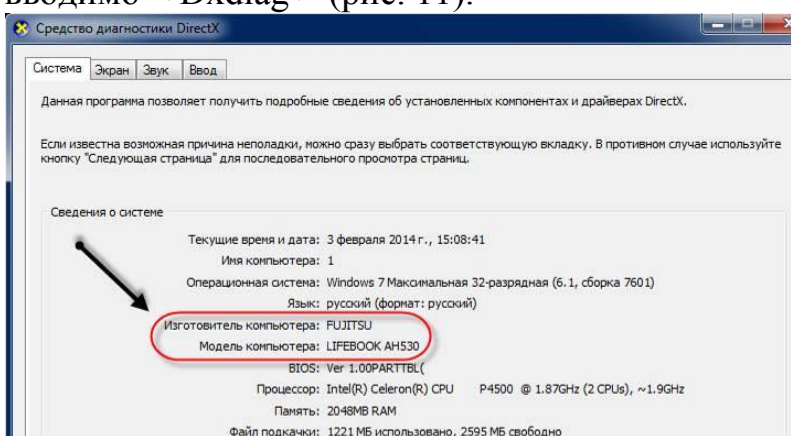 вводимо «Dxdiag» (рис. 11).
Средство диагностики DirectX
Система Экран Звук Ввод
Данная программа позволяет получить подробные сведения об установленных компонентах и драйверах DirectX.
Если известна возможная причина неполадки, можно сразу выбрать соответствующую вкладку. В противном случае используйте
кнопку "Следующая страница" для последовательного просмотра страниц.
Сведения о системе
Текущие время и дата: 3 февраля 2014 г., 15:08:41
Имя компьютера: 1
Операционная система: Windows 7 Максимальная 32-разрядная (6.1, сборка 7601)
Язык: русский (формат: русский)
Изготовитель компьютера: FUJITSU
Модель компьютера: LIFEBOOK AH530
BIOS: Ver 1.00PARTTBL(
Процессор: Intel(R) Celeron(R) CPU P4500 @ 1.87GHz (2 CPUs), ~1.9GHz
Память: 2048MB RAM
Файл подкачки: 1221 МБ использовано, 2595 МБ свободно